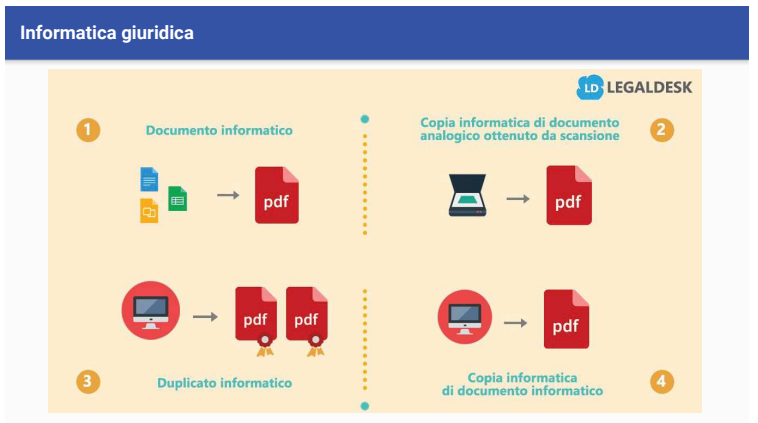 Informatica giuridica
LD LEGALDESK
1
Documento informatico
Copia informatica di documento
analogico ottenuto da scansione
2
pdf
pdf
pdf
pdf
pdf
3
Duplicato informatico
Copia informatica
di documento informatico
4